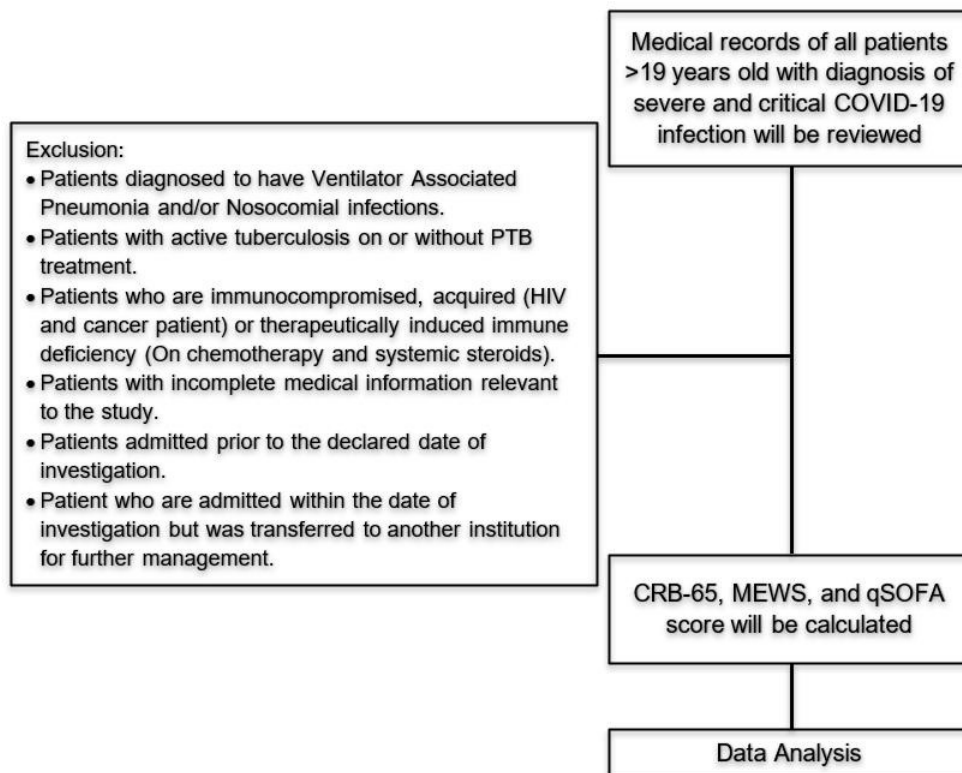 Medical records of all patients
>19 years old with diagnosis of
severe and critical COVID-19
infection will be reviewed
Exclusion:
• Patients diagnosed to have Ventilator Associated
Pneumonia and/or Nosocomial infections.
• Patients with active tuberculosis on or without PTB
treatment.
• Patients who are immunocompromised, acquired (HIV
and cancer patient) or therapeutically induced immune
deficiency (On chemotherapy and systemic steroids).
• Patients with incomplete medical information relevant
to the study.
• Patients admitted prior to the declared date of
investigation.
• Patient who are admitted within the date of
investigation but was transferred to another institution
for further management.
CRB-65, MEWS, and qSOFA
score will be calculated
Data Analysis